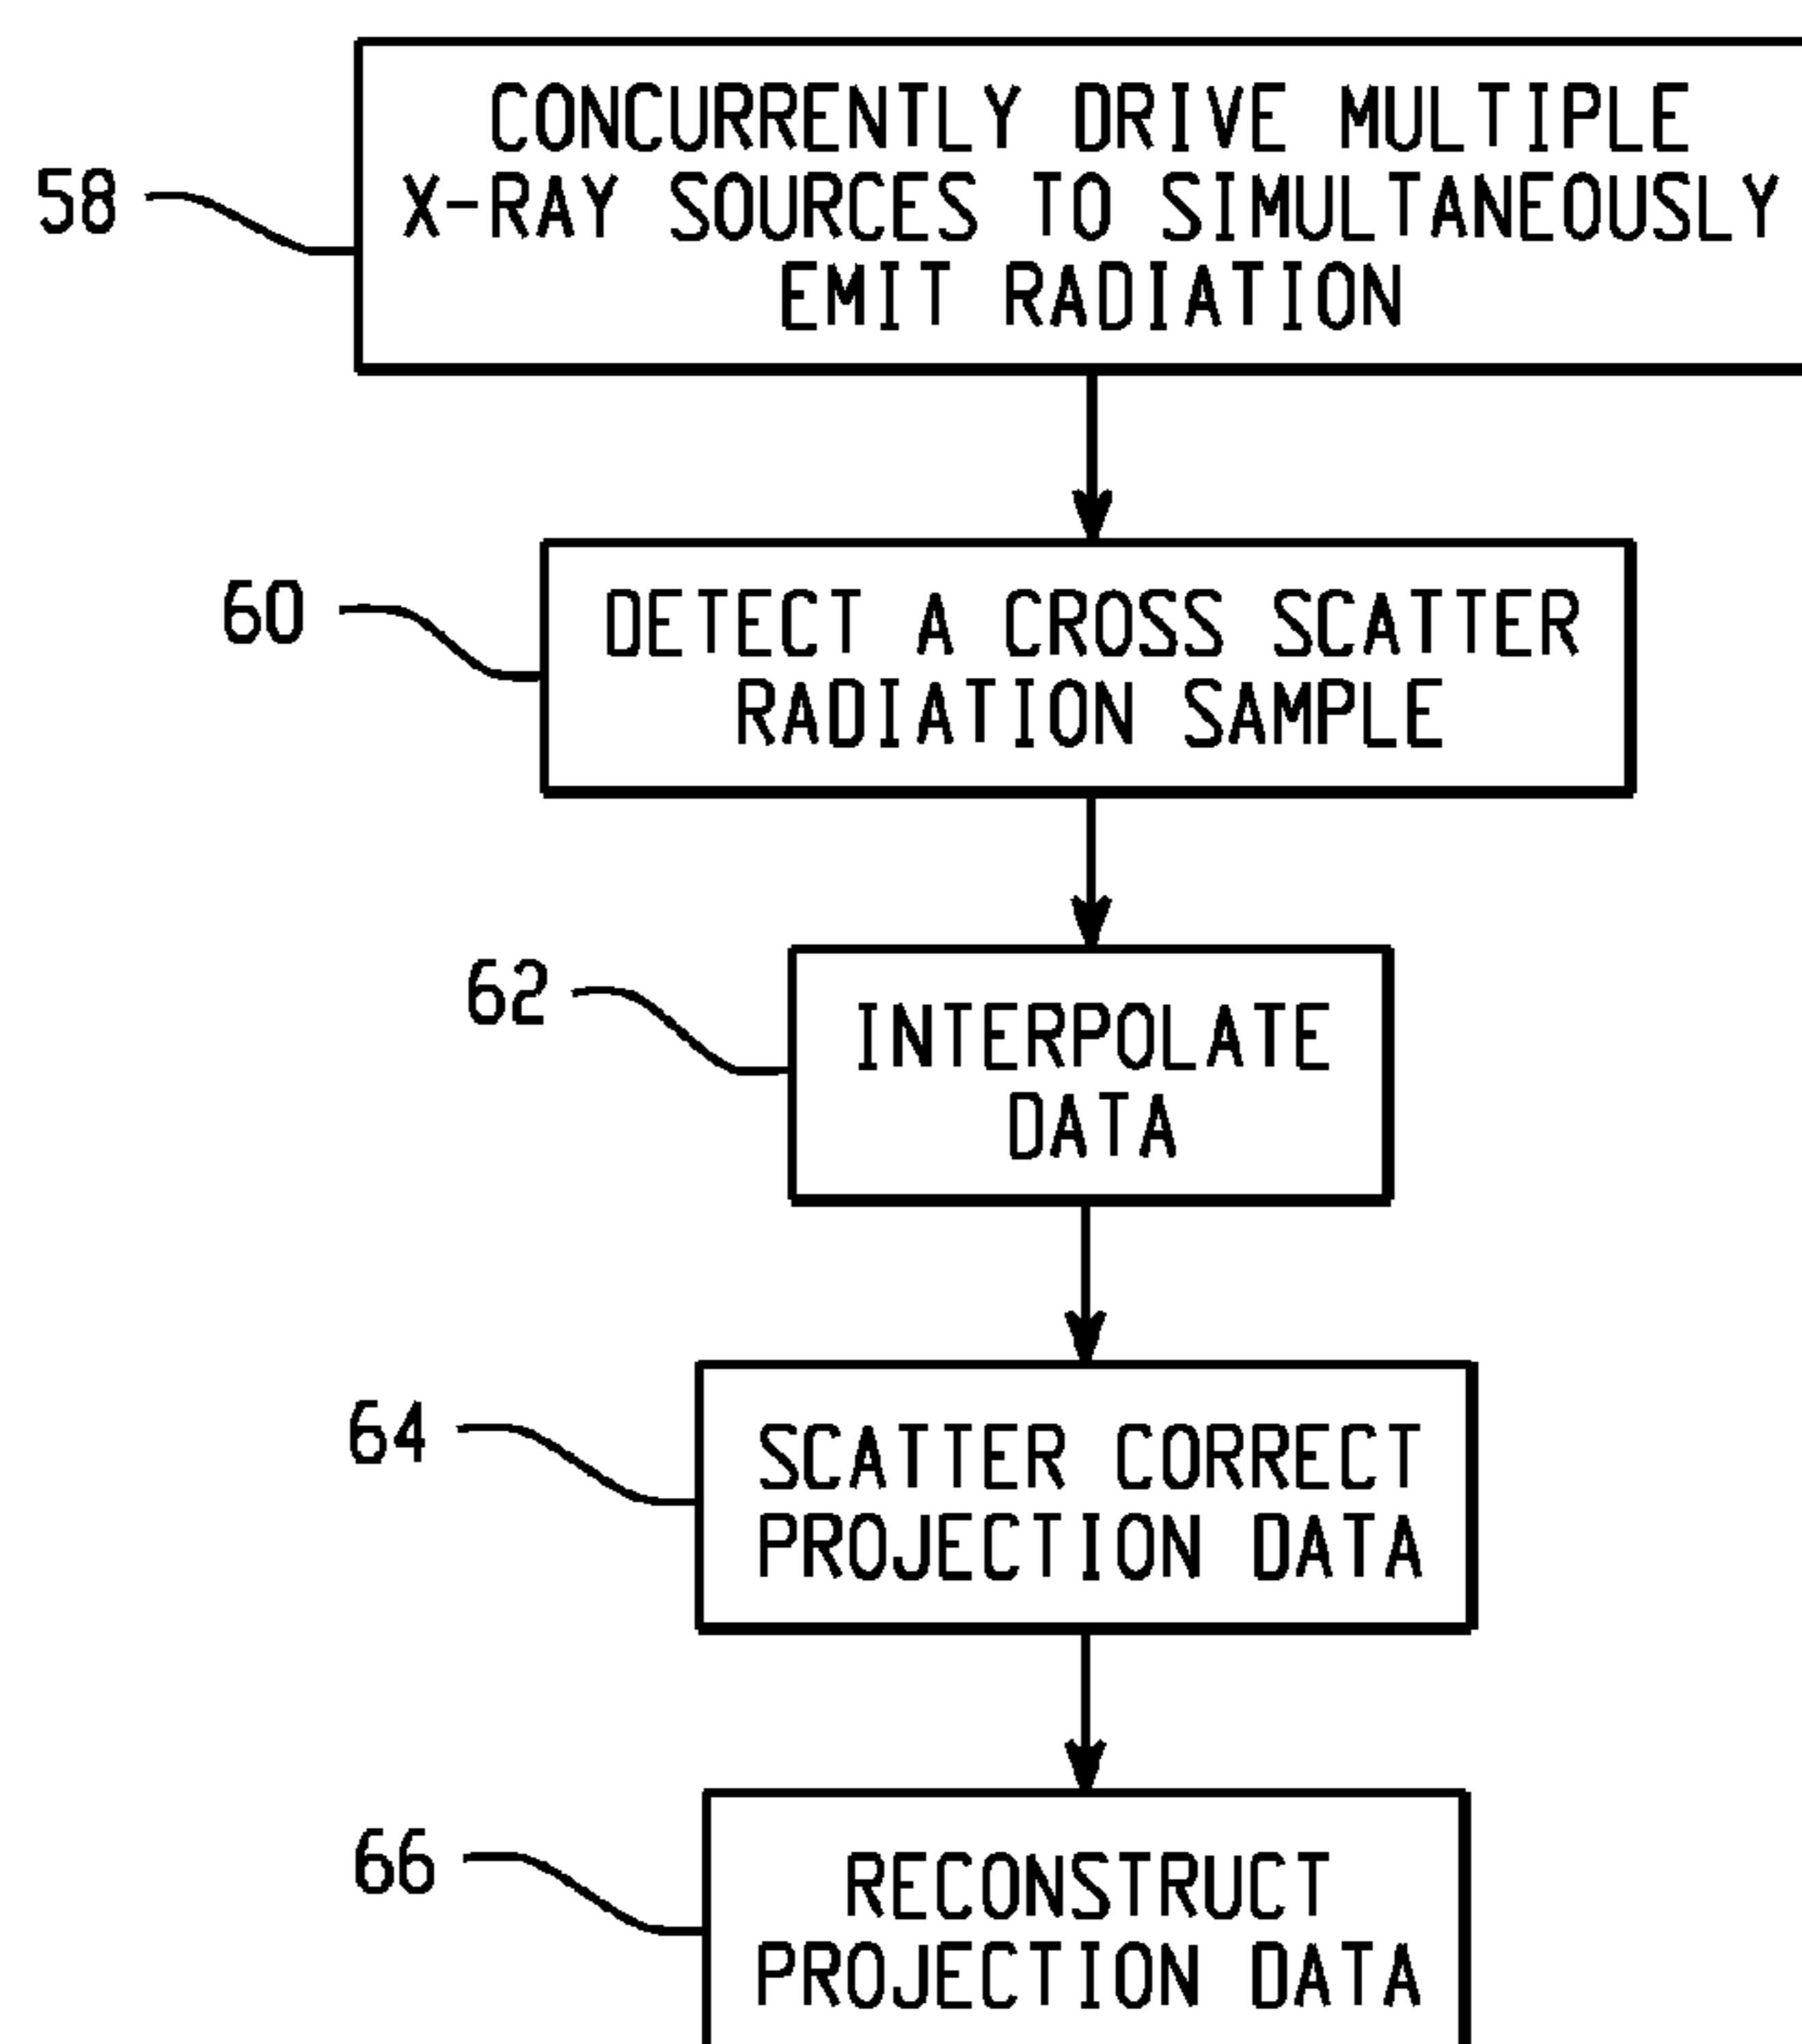 CONCURRENTLY DRIVE MULTIPLE
58
X-RAY SOURCES TO SIMULTANEOUSLY
EMIT RADIATION
60
DETECT A CROSS SCATTER
RADIATION SAMPLE
62
INTERPOLATE
DATA
64
SCATTER CORRECT
PROJECTION DATA
66
RECONSTRUCT
PROJECTION DATA